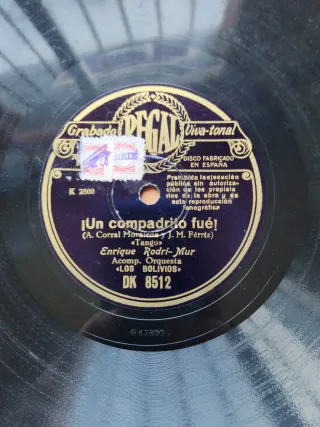 Grabado REGAL Viva-tonal
DISCO FABRICADO
EN ESPAÑA
K 2800
Prohibida la ejecución
pública sin autoriza-
ción de los propieta-
rios de la obra y de
esta reproducción
fonográfica
¡Un compadrito fué!
(A. Corral Moraleda y J. M. Férriz)
«Tango»
Enrique Rodri-Mur
Acomp. Orquesta
«LOS BOLIVIOS»
DK 8512
K2800